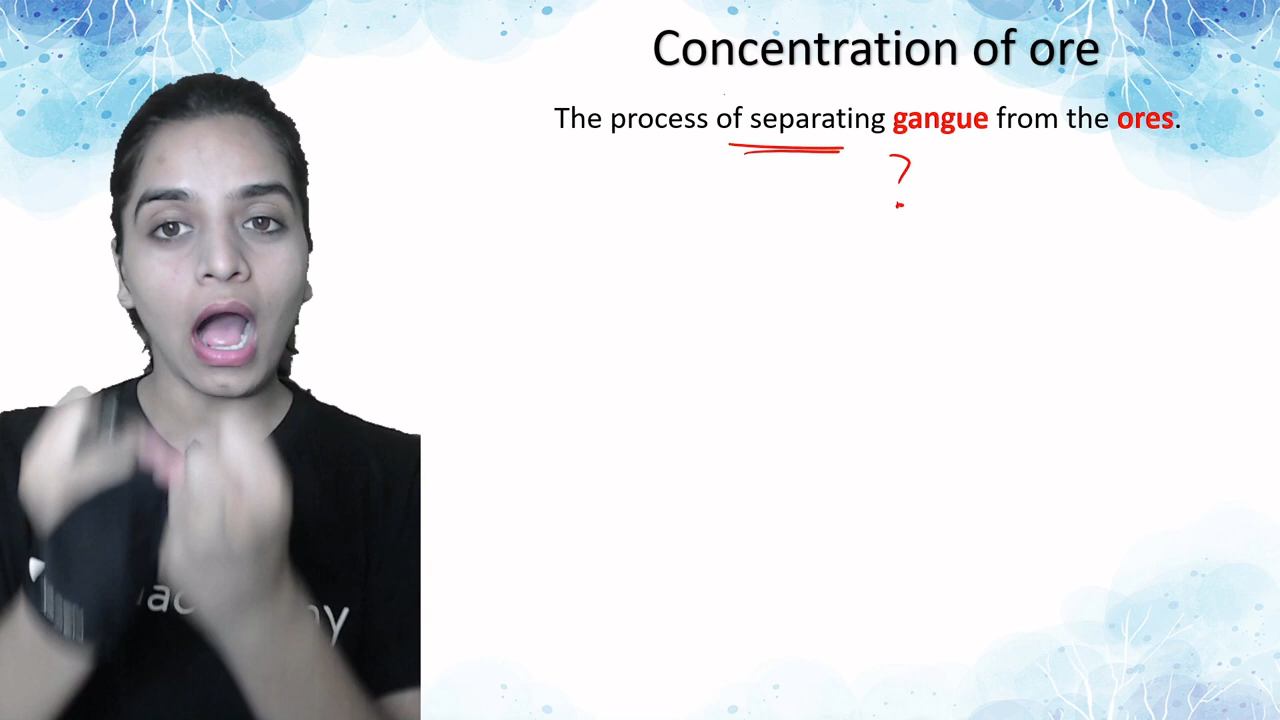 Concentration of ore
The process of separating gangue from the ores.
?